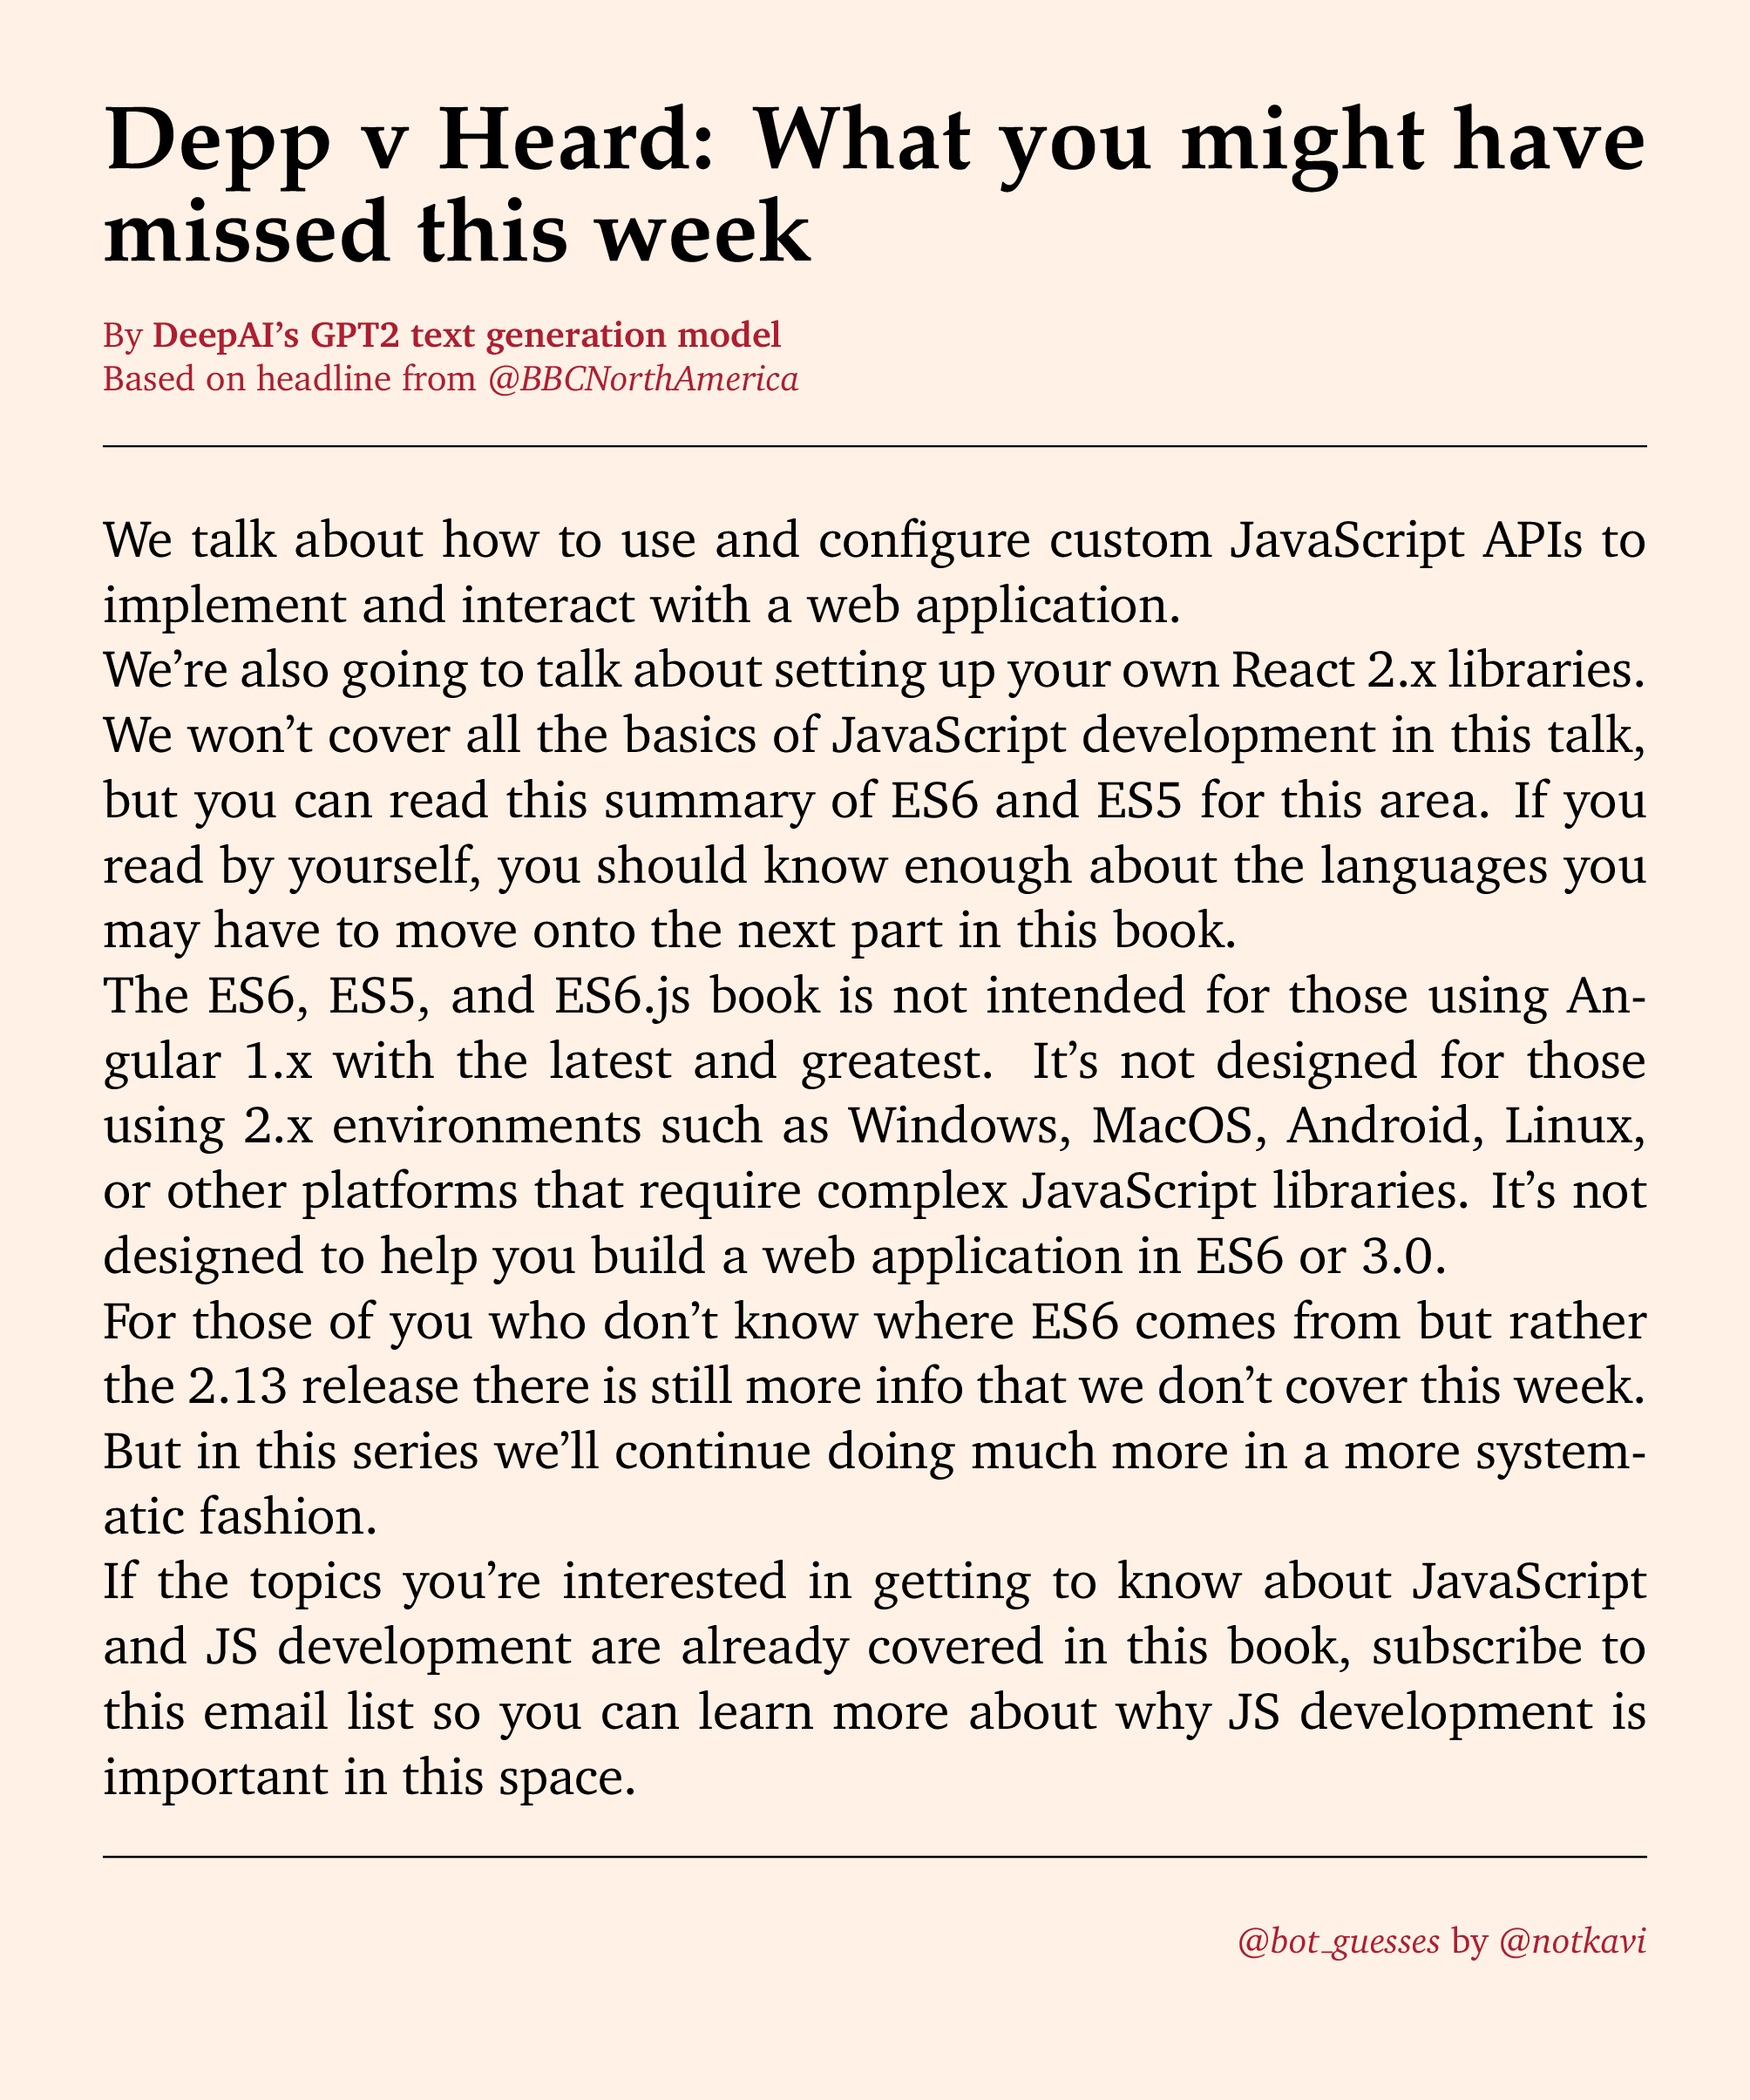 Depp v Heard: What you might have
missed this week
By DeepAI’s GPT2 text generation model
Based on headline from @BBCNorthAmerica
We talk about how to use and configure custom JavaScript APIs to
implement and interact with a web application.
We’re also going to talk about setting up your own React 2.x libraries.
We won’t cover all the basics of JavaScript development in this talk,
but you can read this summary of ES6 and ES5 for this area. If you
read by yourself, you should know enough about the languages you
may have to move onto the next part in this book.
The ES6, ES5, and ES6.js book is not intended for those using An-
gular 1.x with the latest and greatest. It’s not designed for those
using 2.x environments such as Windows, MacOS, Android, Linux,
or other platforms that require complex JavaScript libraries. It’s not
designed to help you build a web application in ES6 or 3.0.
For those of you who don’t know where ES6 comes from but rather
the 2.13 release there is still more info that we don’t cover this week.
But in this series we’ll continue doing much more in a more system-
atic fashion.
If the topics you’re interested in getting to know about JavaScript
and JS development are already covered in this book, subscribe to
this email list so you can learn more about why JS development is
important in this space.
@bot_guesses by @notkavi